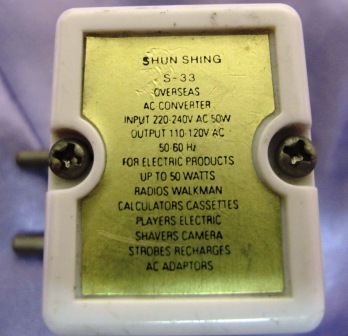 SHUN SHING
S-33
OVERSEAS
AC CONVERTER
INPUT 220-240V AC 50W
OUTPUT 110-120V AC
50-60 Hz
FOR ELECTRIC PRODUCTS
UP TO 50 WATTS
RADIOS WALKMAN
CALCULATORS CASSETTES
PLAYERS ELECTRIC
SHAVERS CAMERA
STROBES RECHARGES
AC ADAPTORS